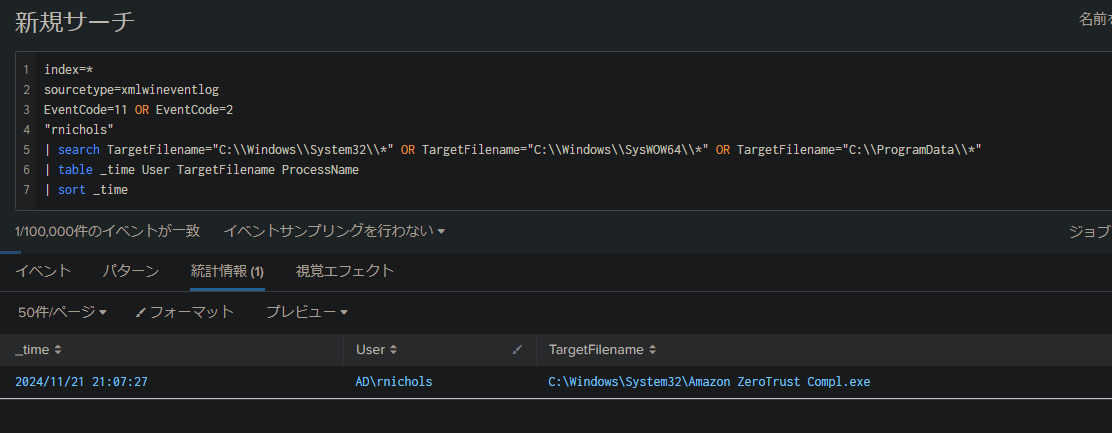 新規サーチ
名前を
1 index=*
2 sourcetype=xmlwineventlog
3 EventCode=11 OR EventCode=2
4 "rnichols"
5 | search TargetFilename="C:\\Windows\\System32\\*" OR TargetFilename="C:\\Windows\\SysWOW64\\*" OR TargetFilename="C:\\ProgramData\\*"
6 | table _time User TargetFilename ProcessName
7 | sort _time
1/100,000件のイベントが一致 イベントサンプリングを行わない ジョブ
イベント パターン 統計情報 (1) 視覚エフェクト
50件/ページ フォーマット プレビュー
_time User TargetFilename
2024/11/21 21:07:27 AD\rnichols C:\Windows\System32\Amazon ZeroTrust Compl.exe